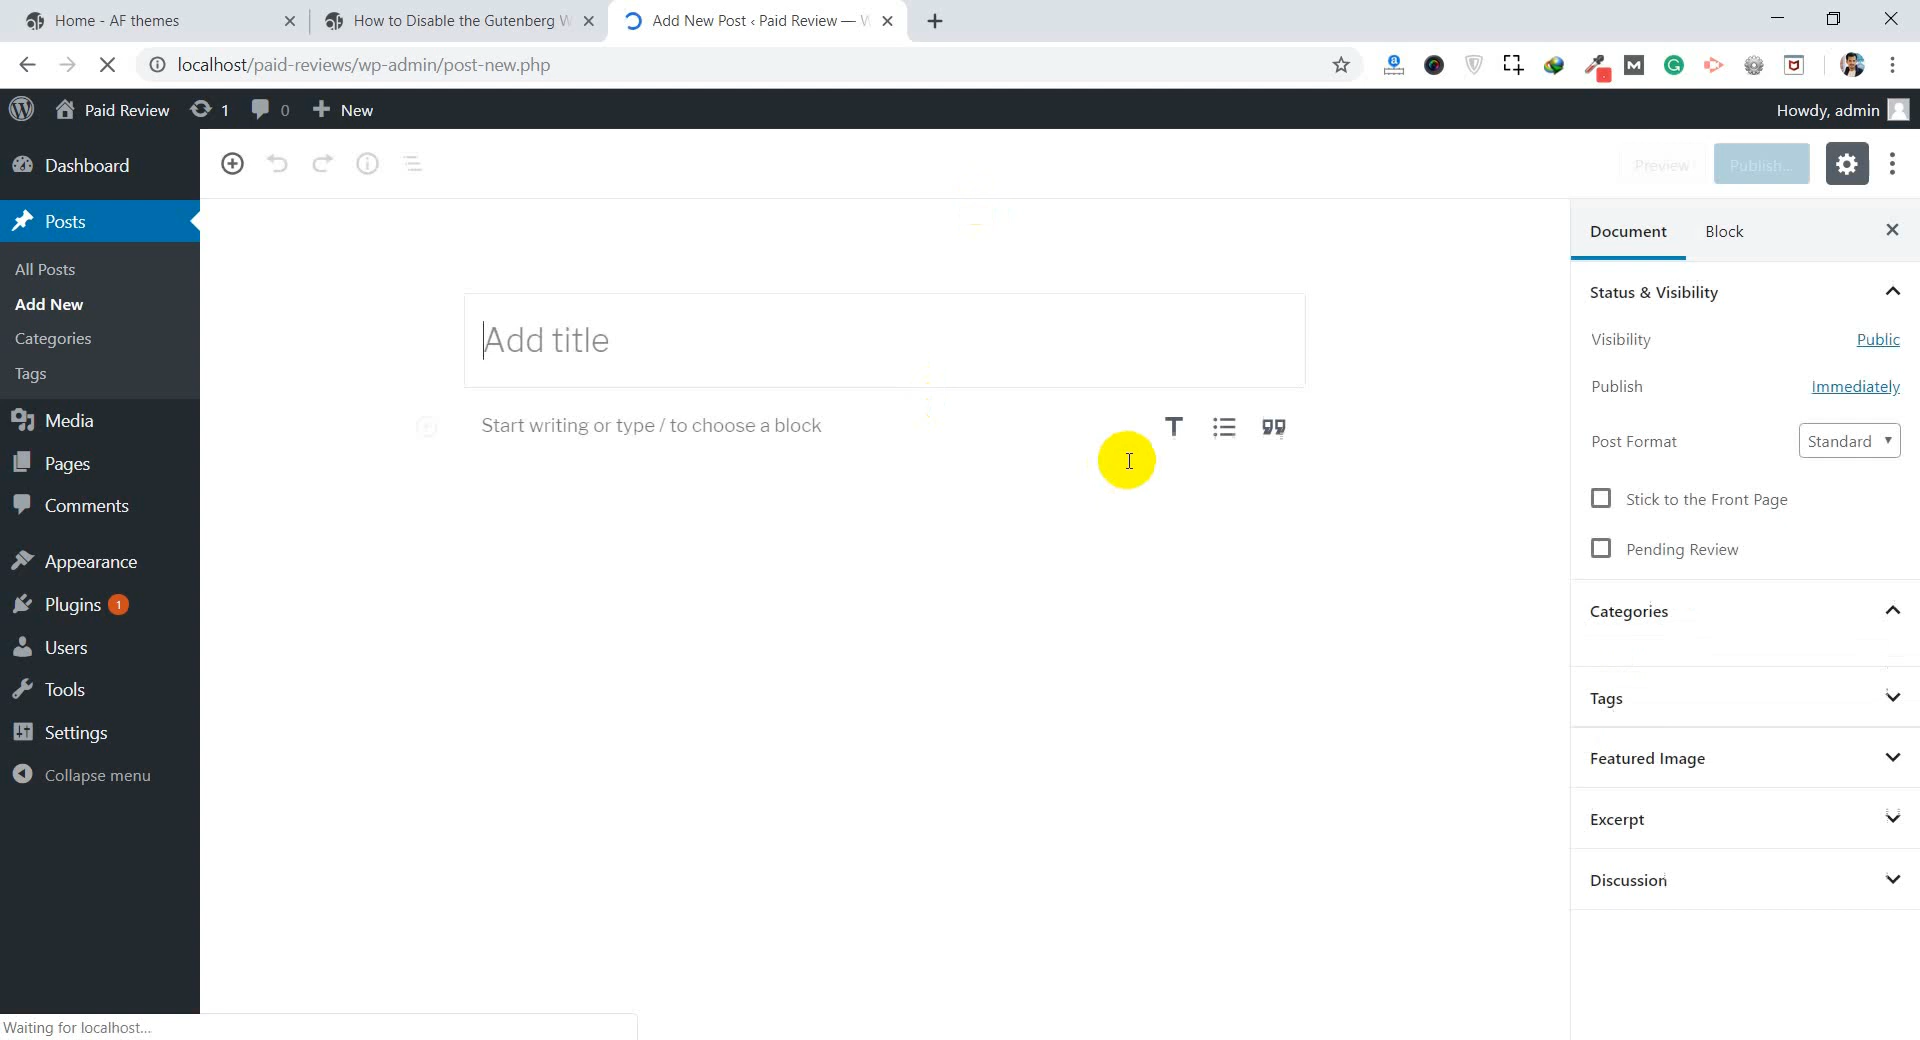 Home - AF themes
How to Disable the Gutenberg W
Add New Post ‹ Paid Review — W
localhost/paid-reviews/wp-admin/post-new.php
Paid Review
1
0
New
Howdy, admin
Dashboard
Posts
All Posts
Add New
Categories
Tags
Media
Pages
Comments
Appearance
Plugins 1
Users
Tools
Settings
Collapse menu
Preview
Publish...
Add title
Start writing or type / to choose a block
Document
Block
Status & Visibility
Visibility
Public
Publish
Immediately
Post Format
Standard
Stick to the Front Page
Pending Review
Categories
Tags
Featured Image
Excerpt
Discussion
Waiting for localhost...